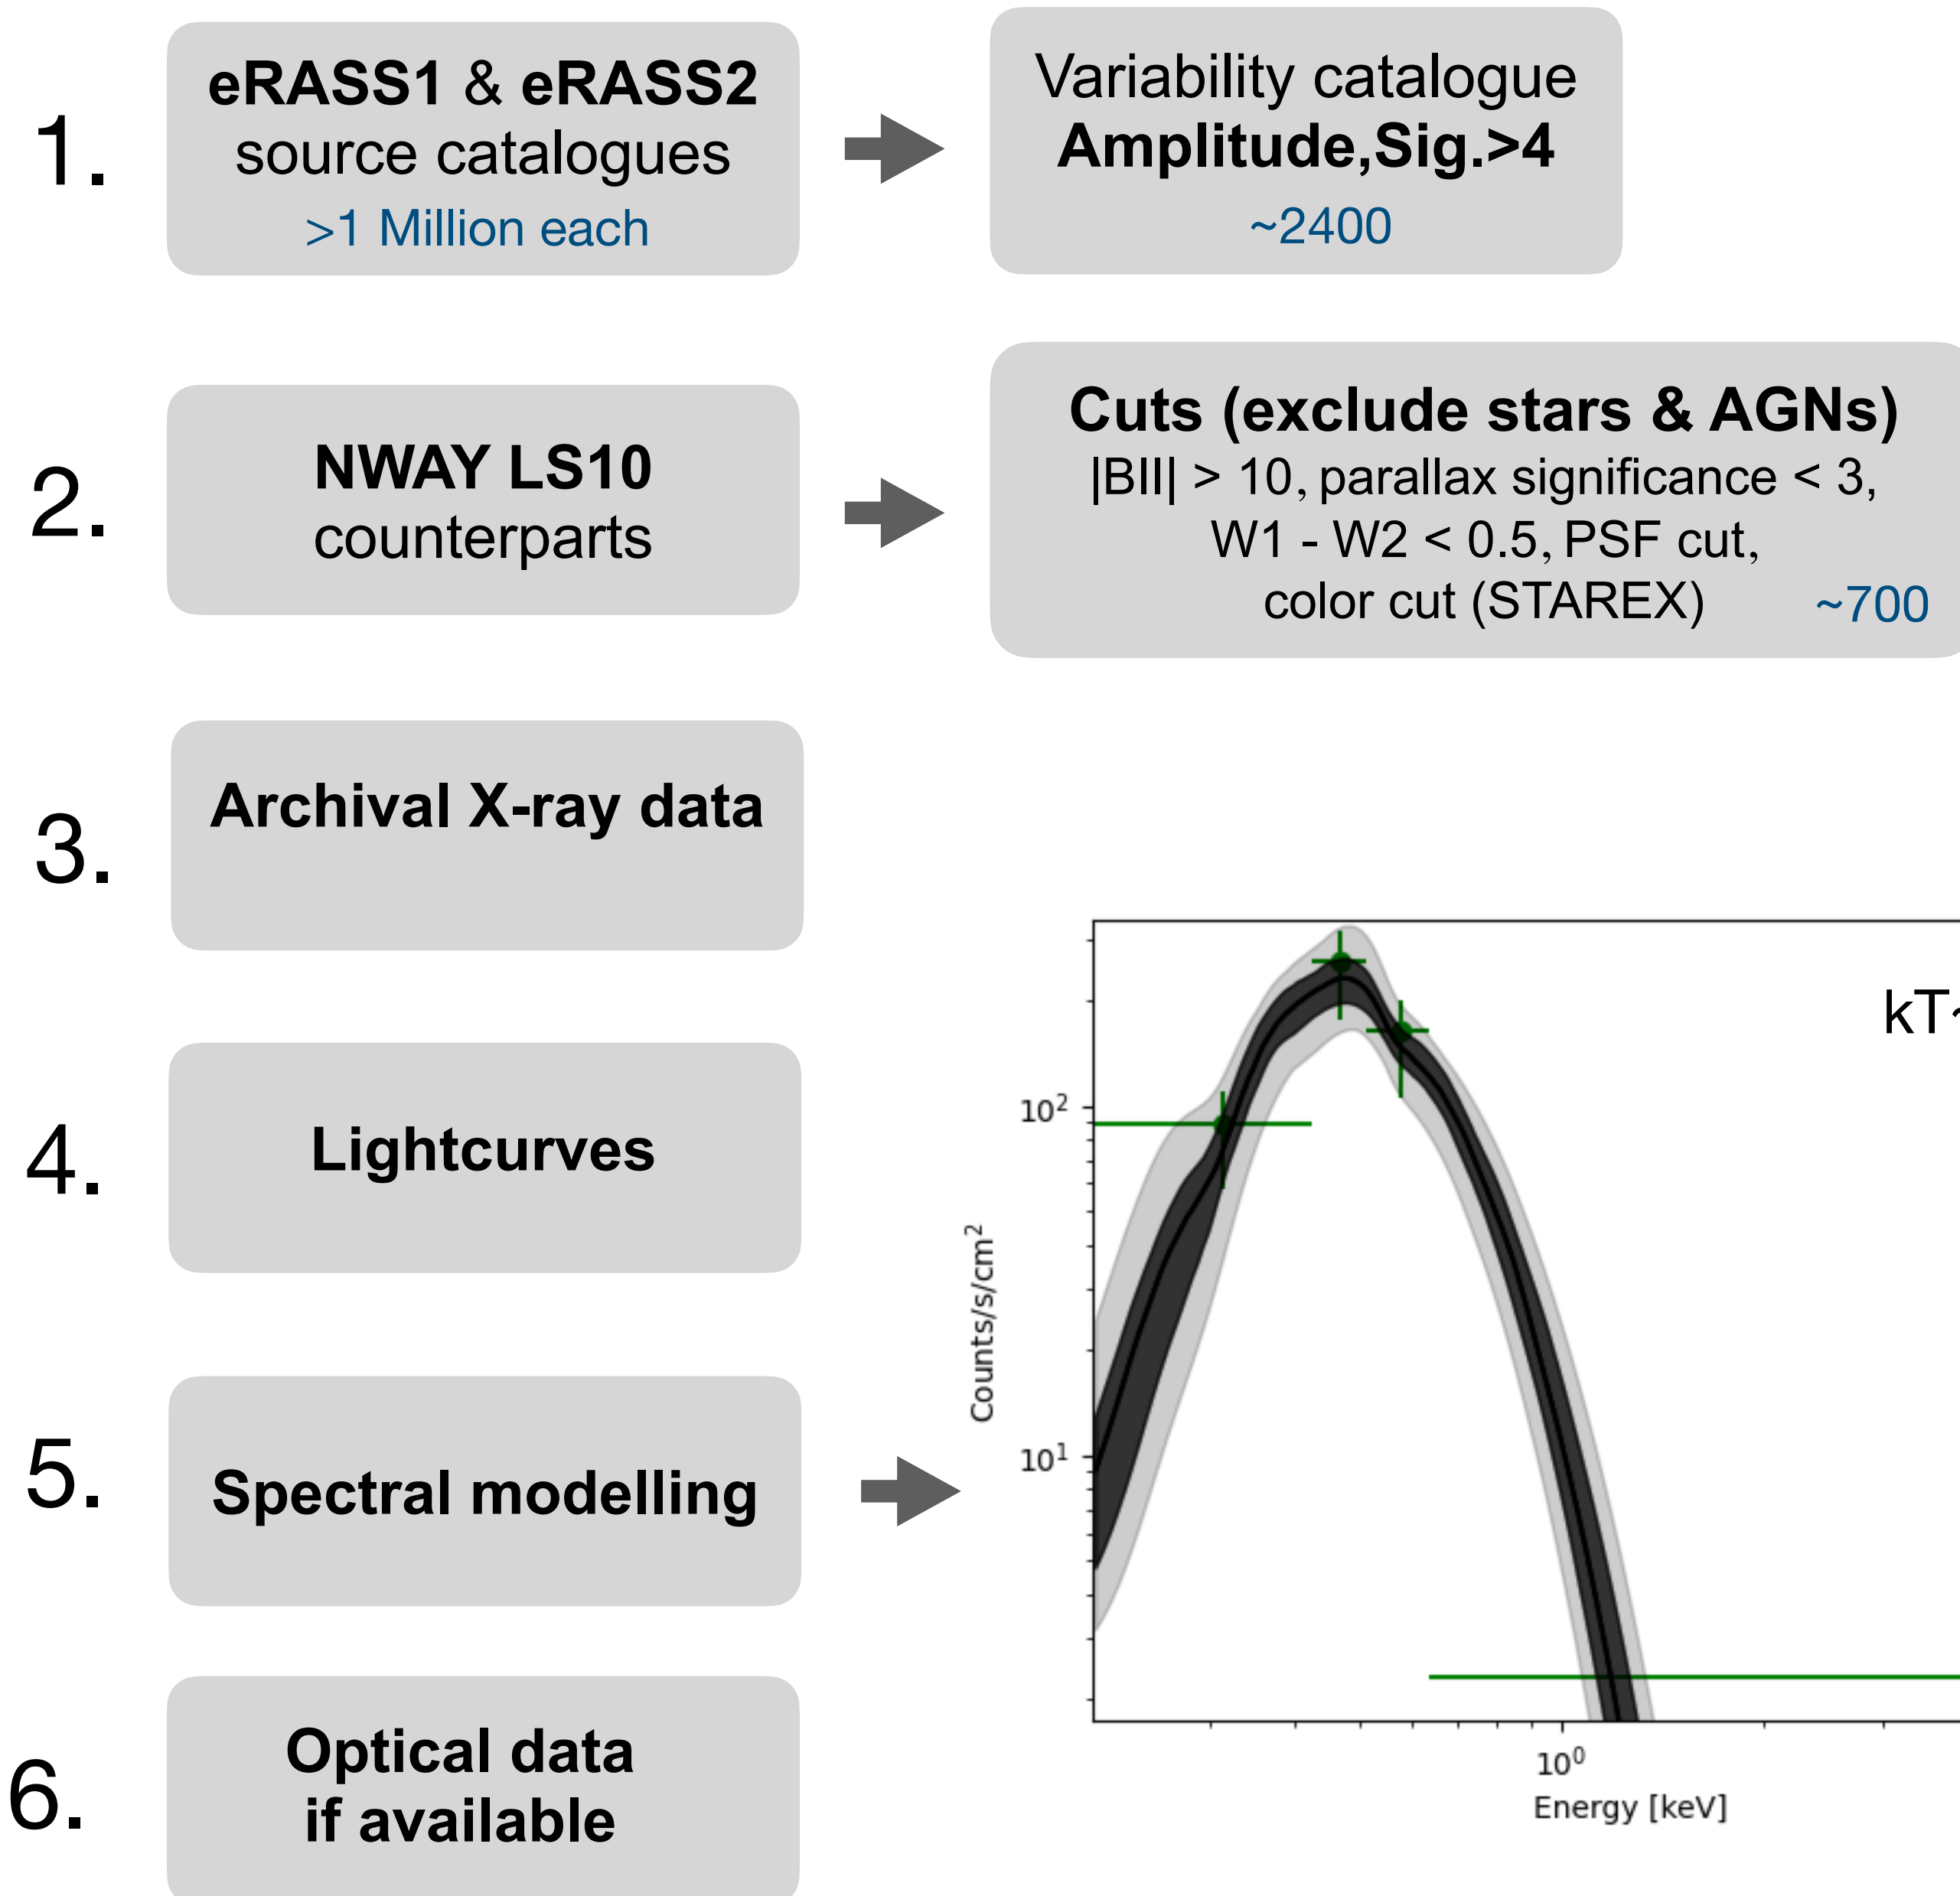 1.
eRASS1 & eRASS2
source catalogues
>1 Million each
Variability catalogue
Amplitude,Sig.>4
~2400
2.
NWAY LS10
counterparts
Cuts (exclude stars & AGNs)
|BII| > 10, parallax significance < 3,
W1 - W2 < 0.5, PSF cut,
color cut (STAREX)
~700
3.
Archival X-ray data
4.
Lightcurves
5.
Spectral modelling
kT~
10²
10¹
Counts/s/cm²
10⁰
Energy [keV]
6.
Optical data
if available